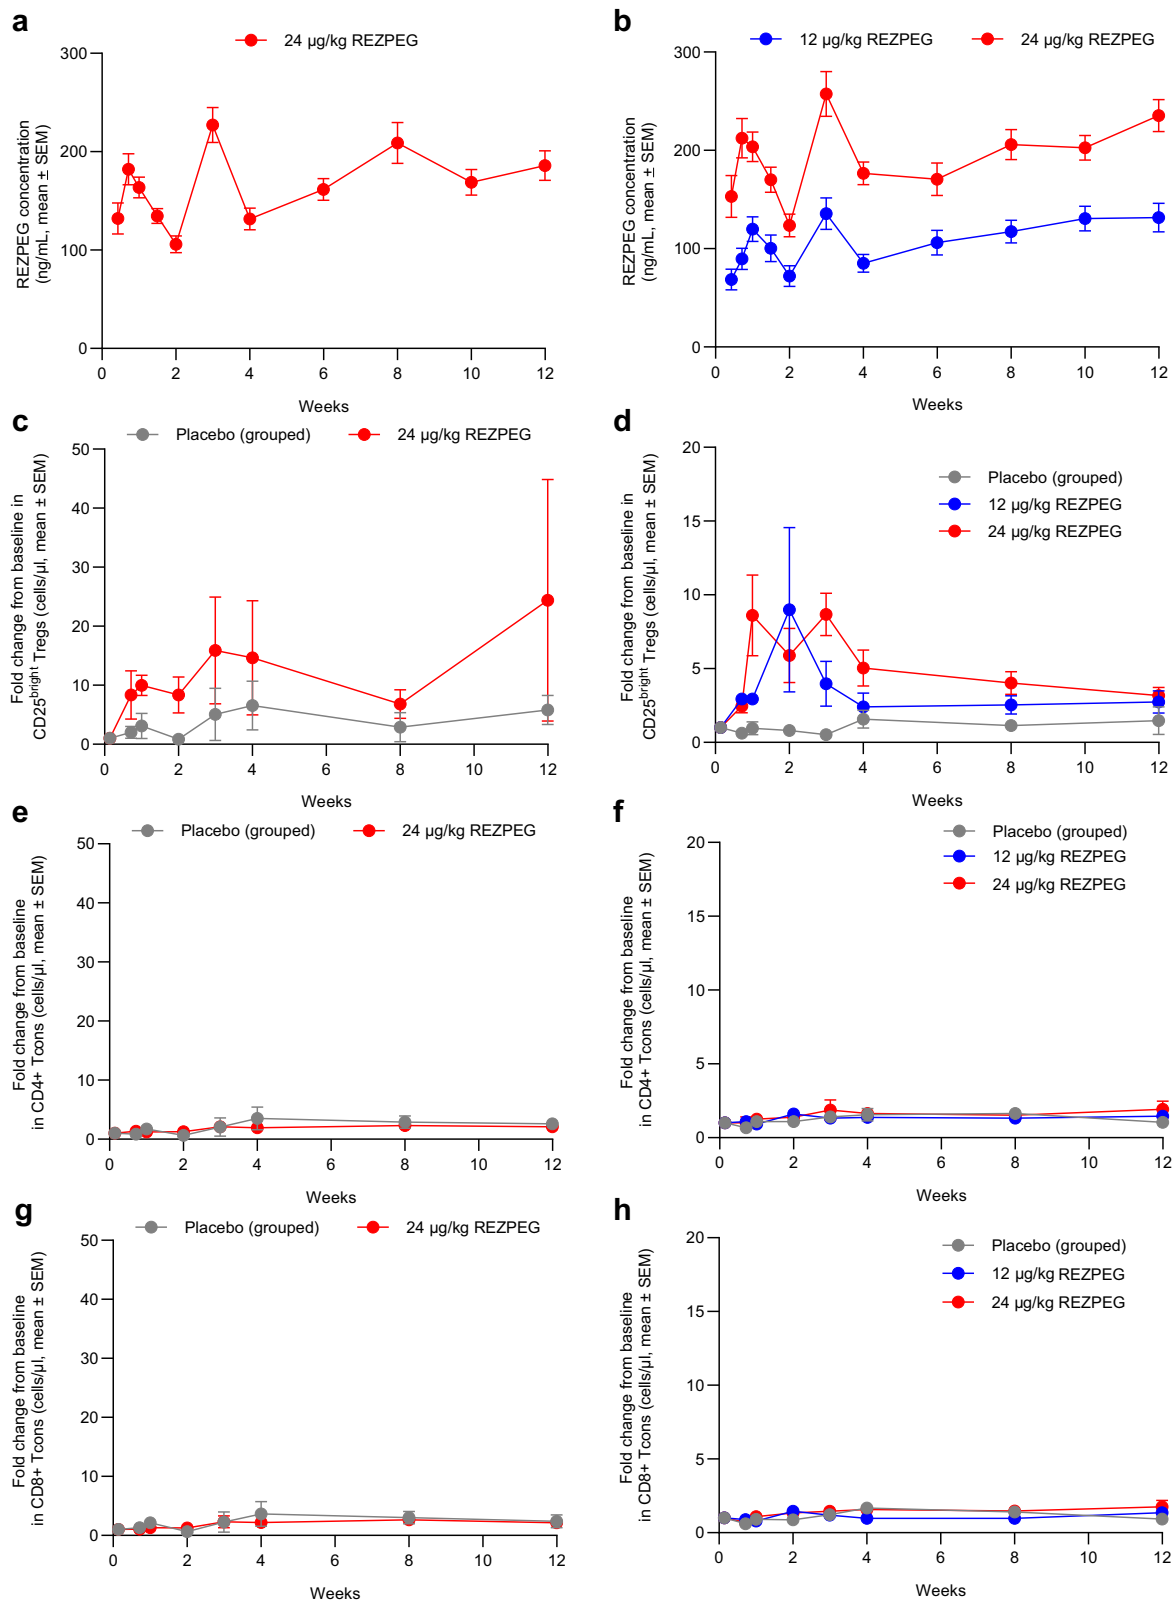 a
24 µg/kg REZPEG
REZPEG concentration
(ng/mL, mean ± SEM)
300
200
100
0
0 2 4 6 8 10 12
Weeks
b
12 µg/kg REZPEG 24 µg/kg REZPEG
REZPEG concentration
(ng/mL, mean ± SEM)
300
200
100
0
0 2 4 6 8 10 12
Weeks
c
Placebo (grouped) 24 µg/kg REZPEG
Fold change from baseline in
CD25bright Tregs (cells/µl, mean ± SEM)
50
40
30
20
10
0
0 2 4 6 8 10 12
Weeks
d
Placebo (grouped)
12 µg/kg REZPEG
24 µg/kg REZPEG
Fold change from baseline in
CD25bright Tregs (cells/µl, mean ± SEM)
20
15
10
5
0
0 2 4 6 8 10 12
Weeks
e
Placebo (grouped) 24 µg/kg REZPEG
Fold change from baseline
in CD4+ Tcons (cells/µl, mean ± SEM)
50
40
30
20
10
0
0 2 4 6 8 10 12
Weeks
f
Placebo (grouped)
12 µg/kg REZPEG
24 µg/kg REZPEG
Fold change from baseline
in CD4+ Tcons (cells/µl, mean ± SEM)
20
15
10
5
0
0 2 4 6 8 10 12
Weeks
g
Placebo (grouped) 24 µg/kg REZPEG
Fold change from baseline
in CD8+ Tcons (cells/µl, mean ± SEM)
50
40
30
20
10
0
0 2 4 6 8 10 12
Weeks
h
Placebo (grouped)
12 µg/kg REZPEG
24 µg/kg REZPEG
Fold change from baseline
in CD8+ Tcons (cells/µl, mean ± SEM)
20
15
10
5
0
0 2 4 6 8 10 12
Weeks